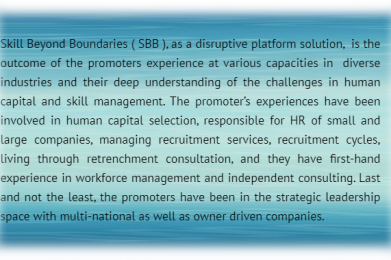 Skill Beyond Boundaries ( SBB ), as a disruptive platform solution, is the
outcome of the promoters experience at various capacities in diverse
industries and their deep understanding of the challenges in human
capital and skill management. The promoter's experiences have been
involved in human capital selection, responsible for HR of small and
large companies, managing recruitment services, recruitment cycles,
living through retrenchment consultation, and they have first-hand
experience in workforce management and independent consulting. Last
and not the least, the promoters have been in the strategic leadership
space with multi-national as well as owner driven companies.